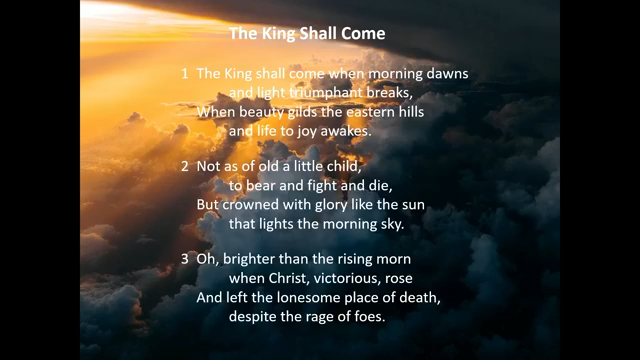 The King Shall Come
1 The King shall come when morning dawns
and light triumphant breaks,
When beauty gilds the eastern hills
and life to joy awakes.
2 Not as of old a little child,
to bear and fight and die,
But crowned with glory like the sun
that lights the morning sky.
3 Oh, brighter than the rising morn
when Christ, victorious, rose
And left the lonesome place of death,
despite the rage of foes.